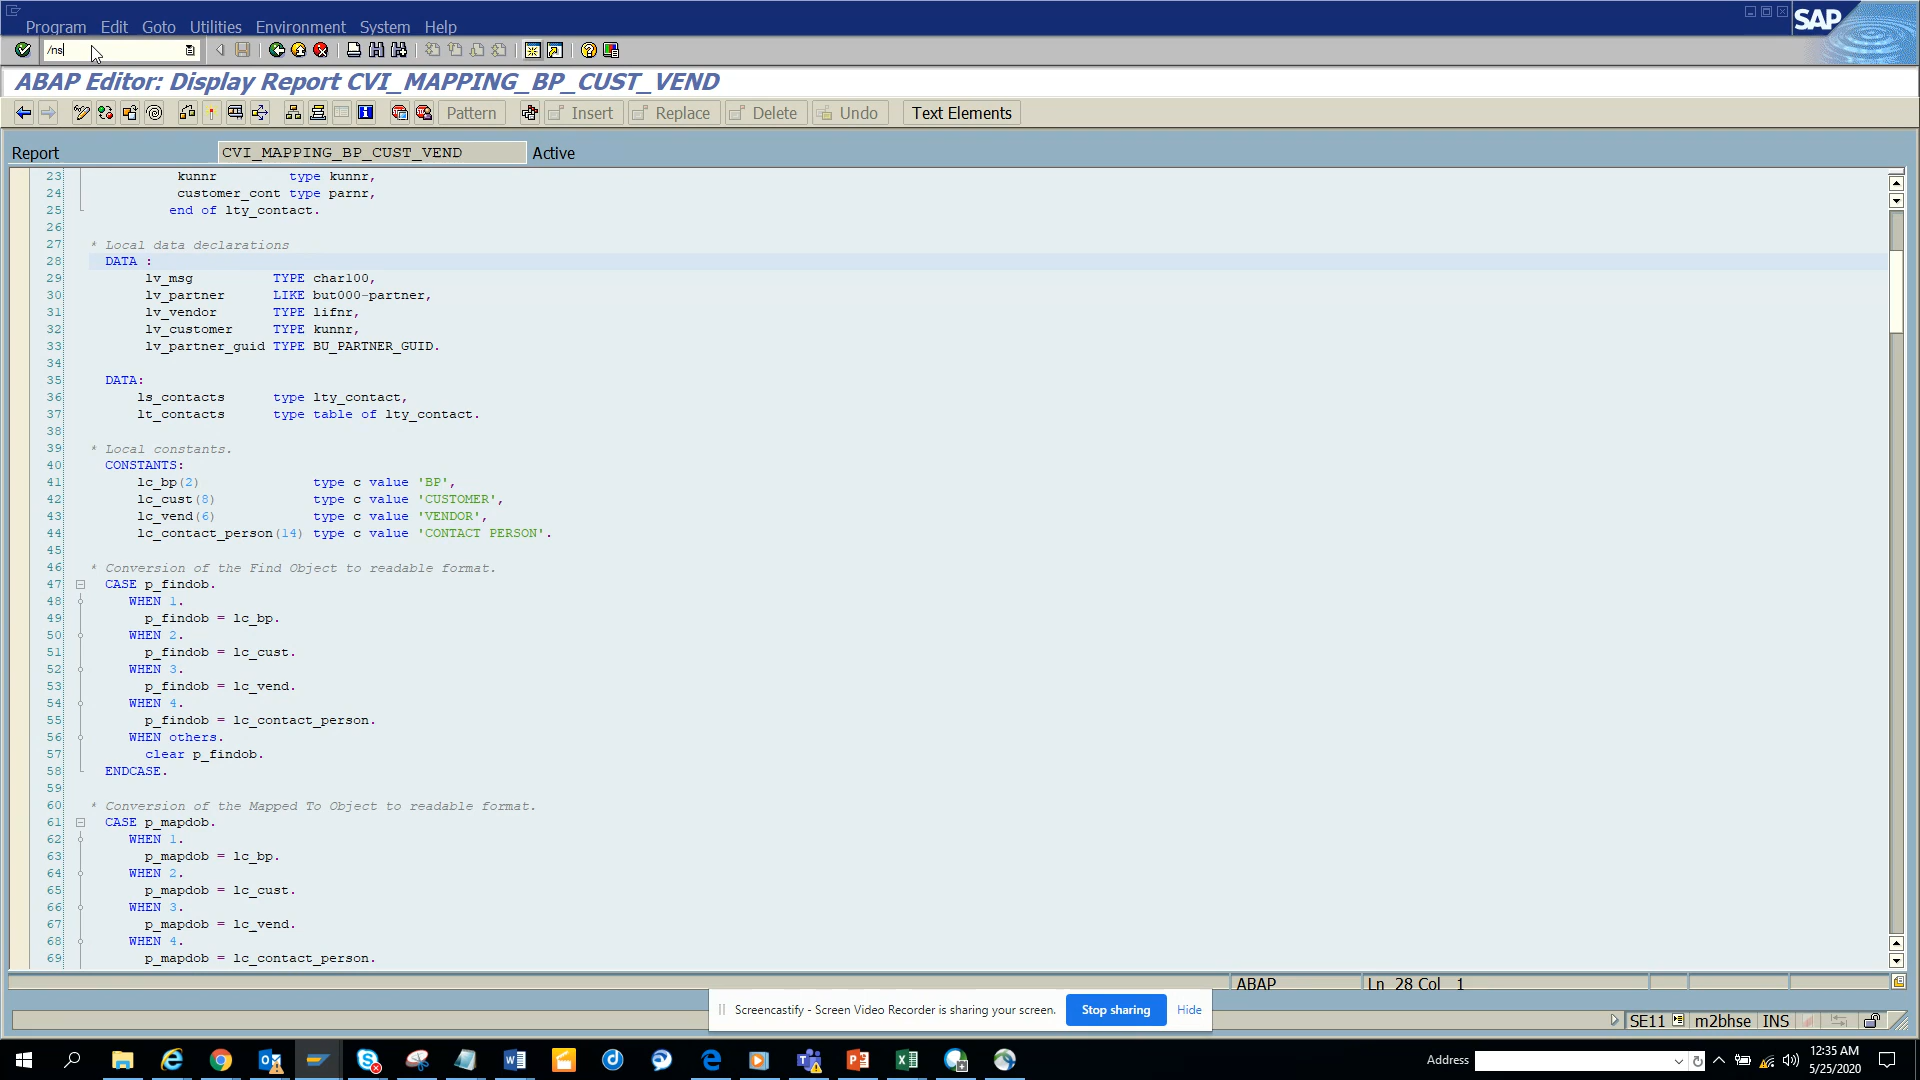 Program Edit Goto Utilities Environment System Help
SAP
/ns
ABAP Editor: Display Report CVI_MAPPING_BP_CUST_VEND
Pattern Insert Replace Delete Undo Text Elements
Report CVI_MAPPING_BP_CUST_VEND Active
23 kunnr type kunnr,
24 customer_cont type parnr,
25 end of lty_contact.
26
27 * Local data declarations
28 DATA :
29 lv_msg TYPE char100,
30 lv_partner LIKE but000-partner,
31 lv_vendor TYPE lifnr,
32 lv_customer TYPE kunnr,
33 lv_partner_guid TYPE BU_PARTNER_GUID.
34
35 DATA:
36 ls_contacts type lty_contact,
37 lt_contacts type table of lty_contact.
38
39 * Local constants.
40 CONSTANTS:
41 lc_bp(2) type c value 'BP',
42 lc_cust(8) type c value 'CUSTOMER',
43 lc_vend(6) type c value 'VENDOR',
44 lc_contact_person(14) type c value 'CONTACT PERSON'.
45
46 * Conversion of the Find Object to readable format.
47 CASE p_findob.
48 WHEN 1.
49 p_findob = lc_bp.
50 WHEN 2.
51 p_findob = lc_cust.
52 WHEN 3.
53 p_findob = lc_vend.
54 WHEN 4.
55 p_findob = lc_contact_person.
56 WHEN others.
57 clear p_findob.
58 ENDCASE.
59
60 * Conversion of the Mapped To Object to readable format.
61 CASE p_mapdob.
62 WHEN 1.
63 p_mapdob = lc_bp.
64 WHEN 2.
65 p_mapdob = lc_cust.
66 WHEN 3.
67 p_mapdob = lc_vend.
68 WHEN 4.
69 p_mapdob = lc_contact_person.
ABAP Ln 28 Col 1
Screencastify - Screen Video Recorder is sharing your screen. Stop sharing Hide
SE11 m2bhse INS
Address
12:35 AM
5/25/2020